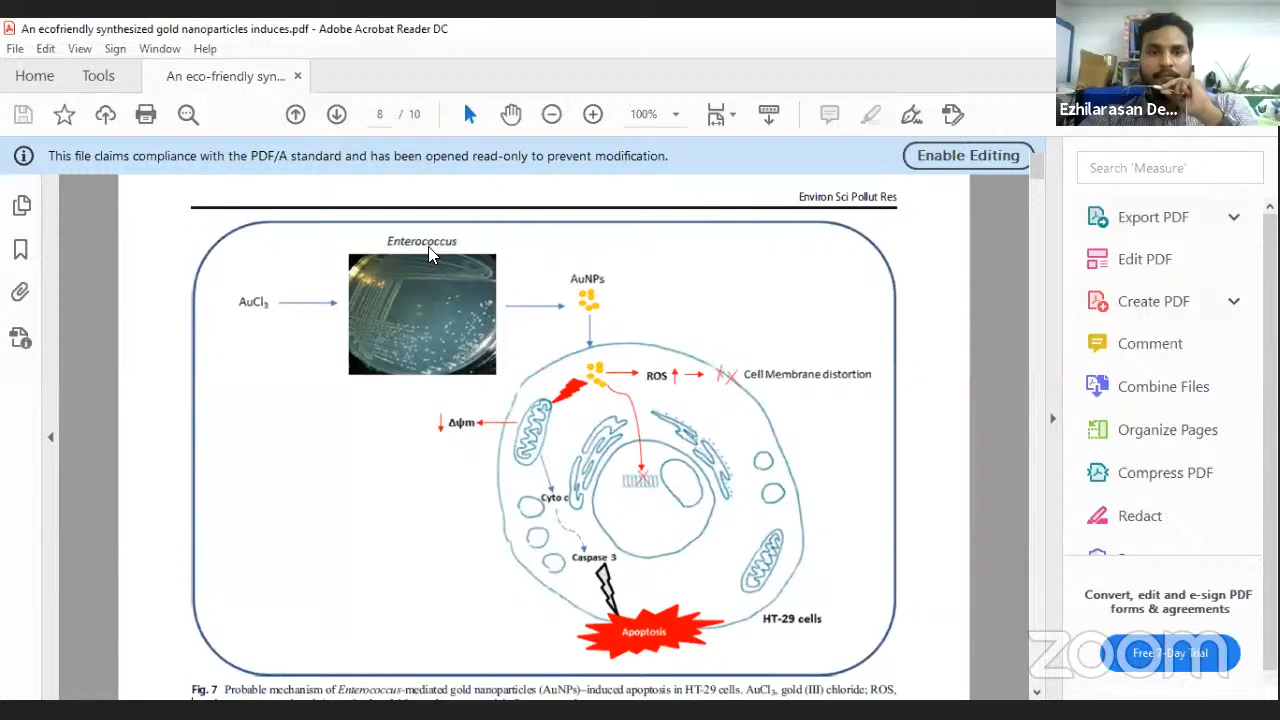 An ecofriendly synthesized gold nanoparticles induces.pdf - Adobe Acrobat Reader DC
File Edit View Sign Window Help
Home Tools An eco-friendly syn... ×
8 / 10 100%
Ezhilarasan De...
This file claims compliance with the PDF/A standard and has been opened read-only to prevent modification.
Enable Editing
Search 'Measure'
Export PDF
Edit PDF
Create PDF
Comment
Combine Files
Organize Pages
Compress PDF
Redact
Convert, edit and e-sign PDF
forms & agreements
Free 7-Day Trial
zoom
Environ Sci Pollut Res
Enterococcus
AuCl₃
AuNPs
ROS
Cell Membrane distortion
Δψm
Cyto c
Caspase 3
Apoptosis
HT-29 cells
Fig. 7 Probable mechanism of Enterococcus-mediated gold nanoparticles (AuNPs)–induced apoptosis in HT-29 cells. AuCl₃, gold (III) chloride; ROS,